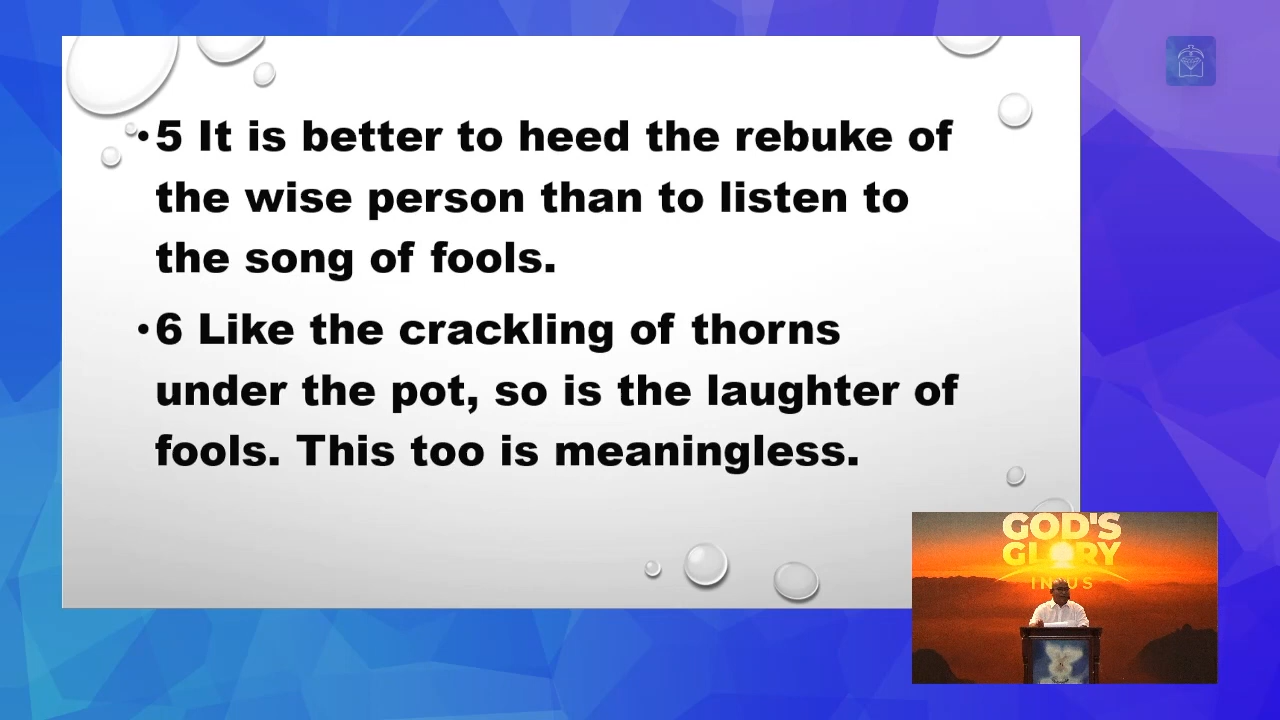 • 5 It is better to heed the rebuke of
the wise person than to listen to
the song of fools.
• 6 Like the crackling of thorns
under the pot, so is the laughter of
fools. This too is meaningless.
GOD'S
GLORY
IN US